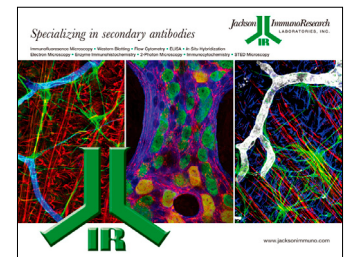 Specializing in secondary antibodies
Jackson ImmunoResearch
LABORATORIES, INC.
IR
Immunofluorescence Microscopy • Western Blotting • Flow Cytometry • ELISA • In Situ Hybridization
Electron Microscopy • Enzyme Immunohistochemistry • 2-Photon Microscopy • Immunocytochemistry • STED Microscopy
IR
www.jacksonimmuno.com